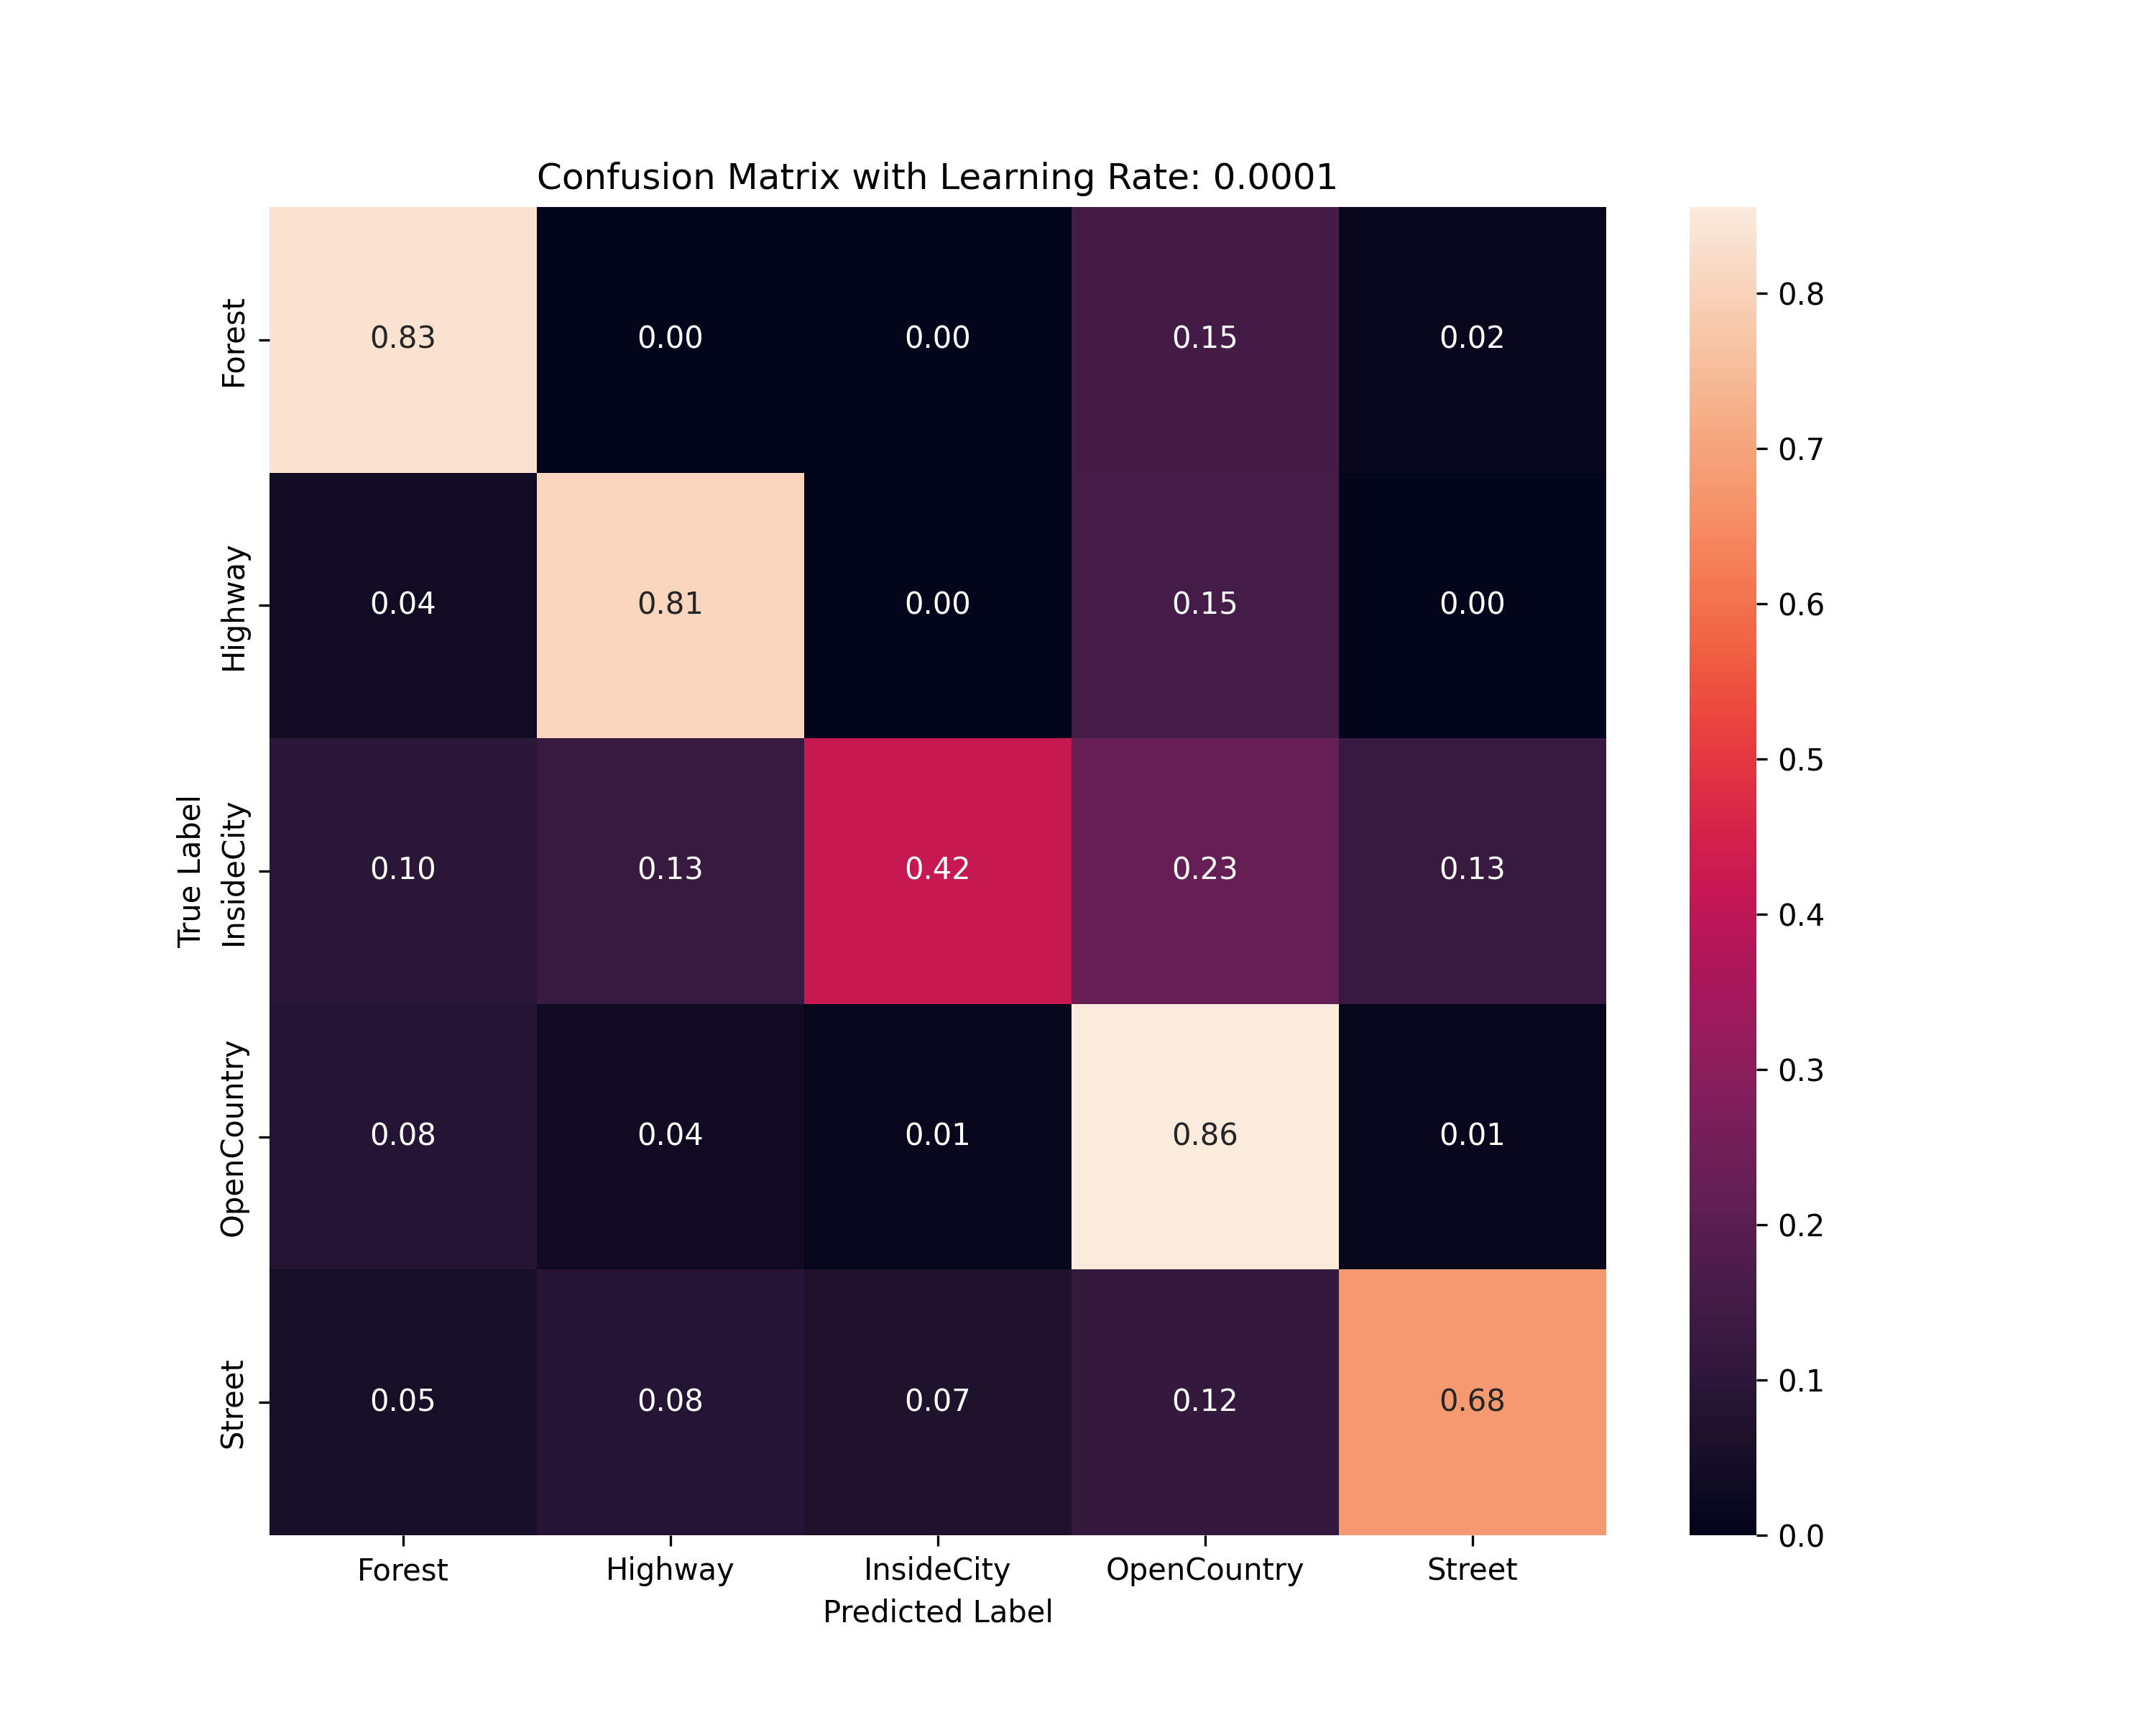 Confusion Matrix with Learning Rate: 0.0001
True Label
Forest 0.83 0.00 0.00 0.15 0.02
Highway 0.04 0.81 0.00 0.15 0.00
InsideCity 0.10 0.13 0.42 0.23 0.13
OpenCountry 0.08 0.04 0.01 0.86 0.01
Street 0.05 0.08 0.07 0.12 0.68
Forest Highway InsideCity OpenCountry Street
Predicted Label
0.8
0.7
0.6
0.5
0.4
0.3
0.2
0.1
0.0